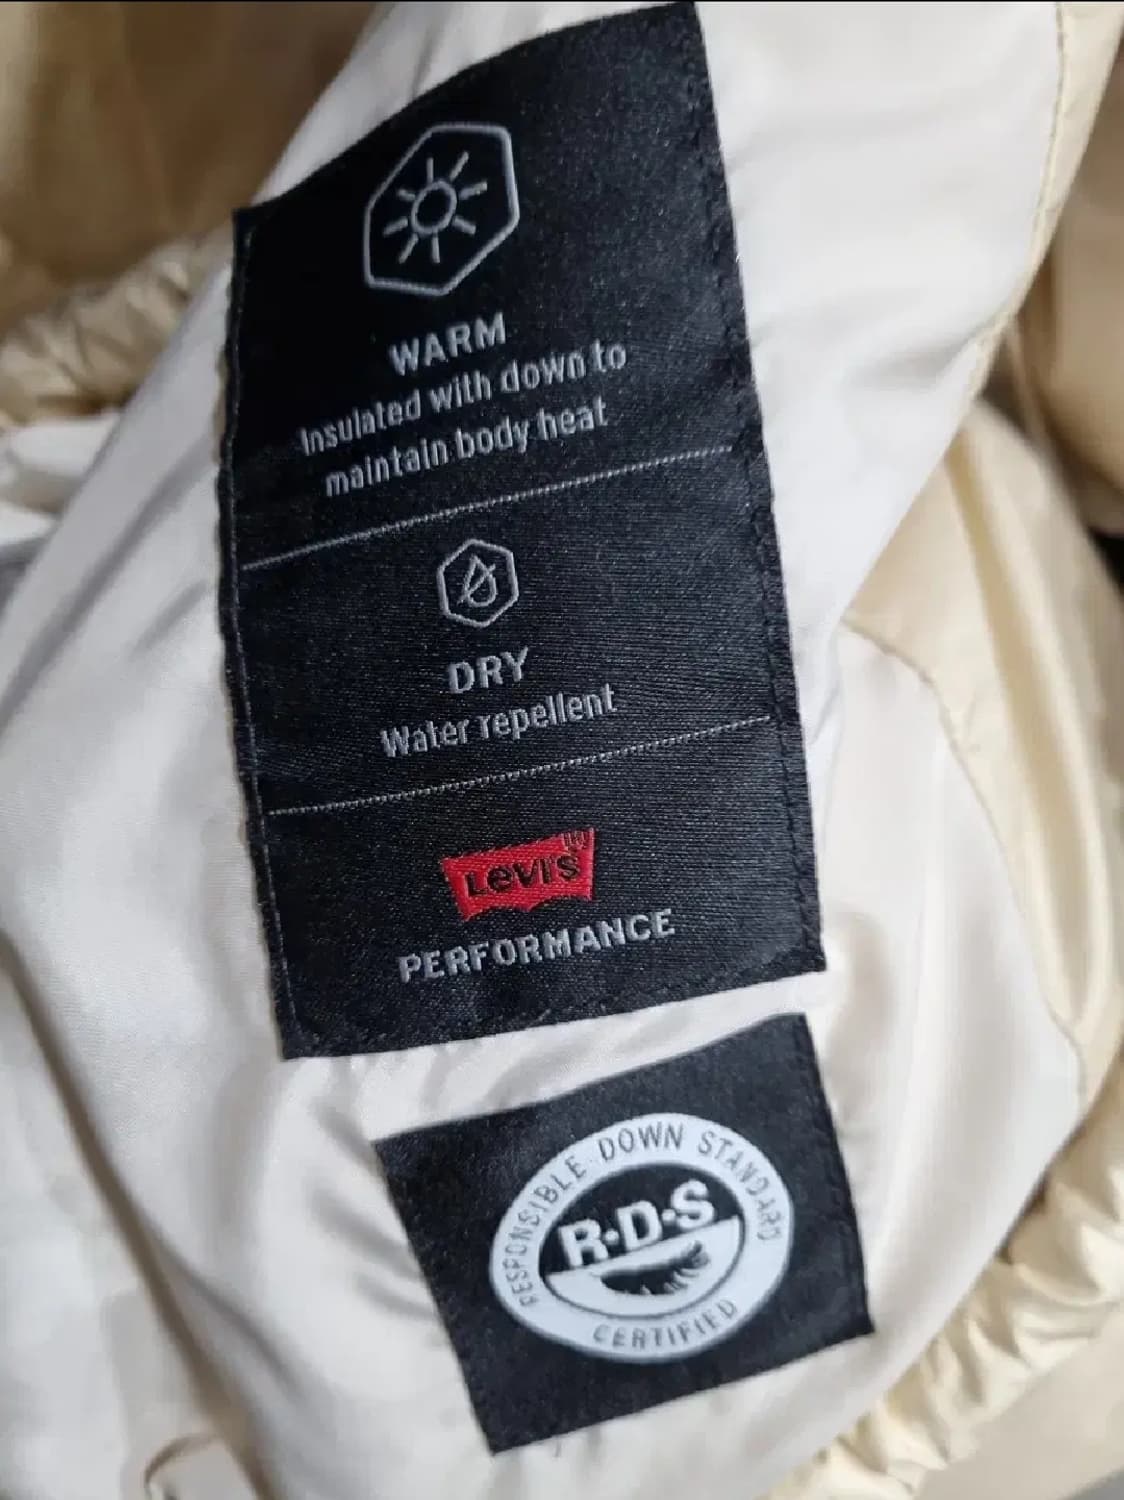 WARM
Insulated with down to
maintain body heat
DRY
Water repellent
Levi's
PERFORMANCE
RESPONSIBLE DOWN STANDARD
R·D·S
CERTIFIED